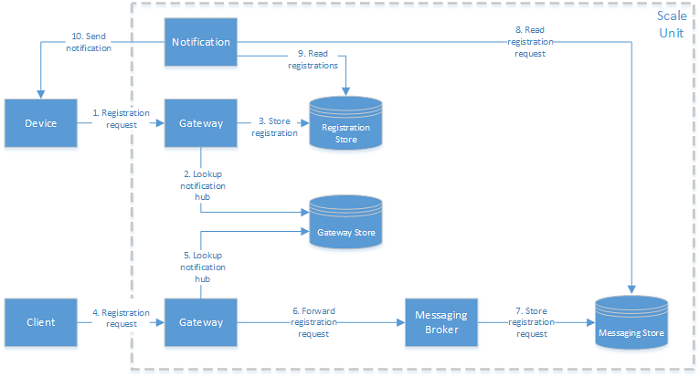 10. Send
notification
Notification
8. Read
registration
request
Scale
Unit
9. Read
registrations
Device
1. Registration
request
Gateway
3. Store
registration
Registration
Store
2. Lookup
notification
hub
Gateway Store
5. Lookup
notification
hub
Client
4. Registration
request
Gateway
6. Forward
registration
request
Messaging
Broker
7. Store
registration
request
Messaging Store